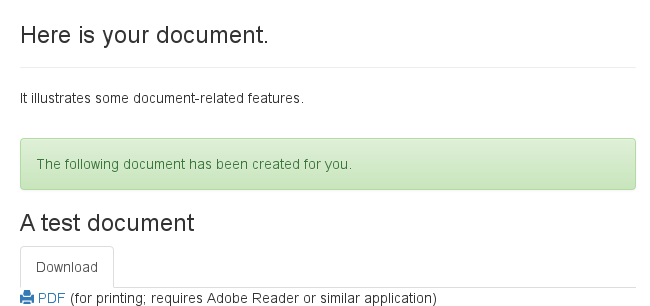 Here is your document.
It illustrates some document-related features.
The following document has been created for you.
A test document
Download
PDF (for printing; requires Adobe Reader or similar application)